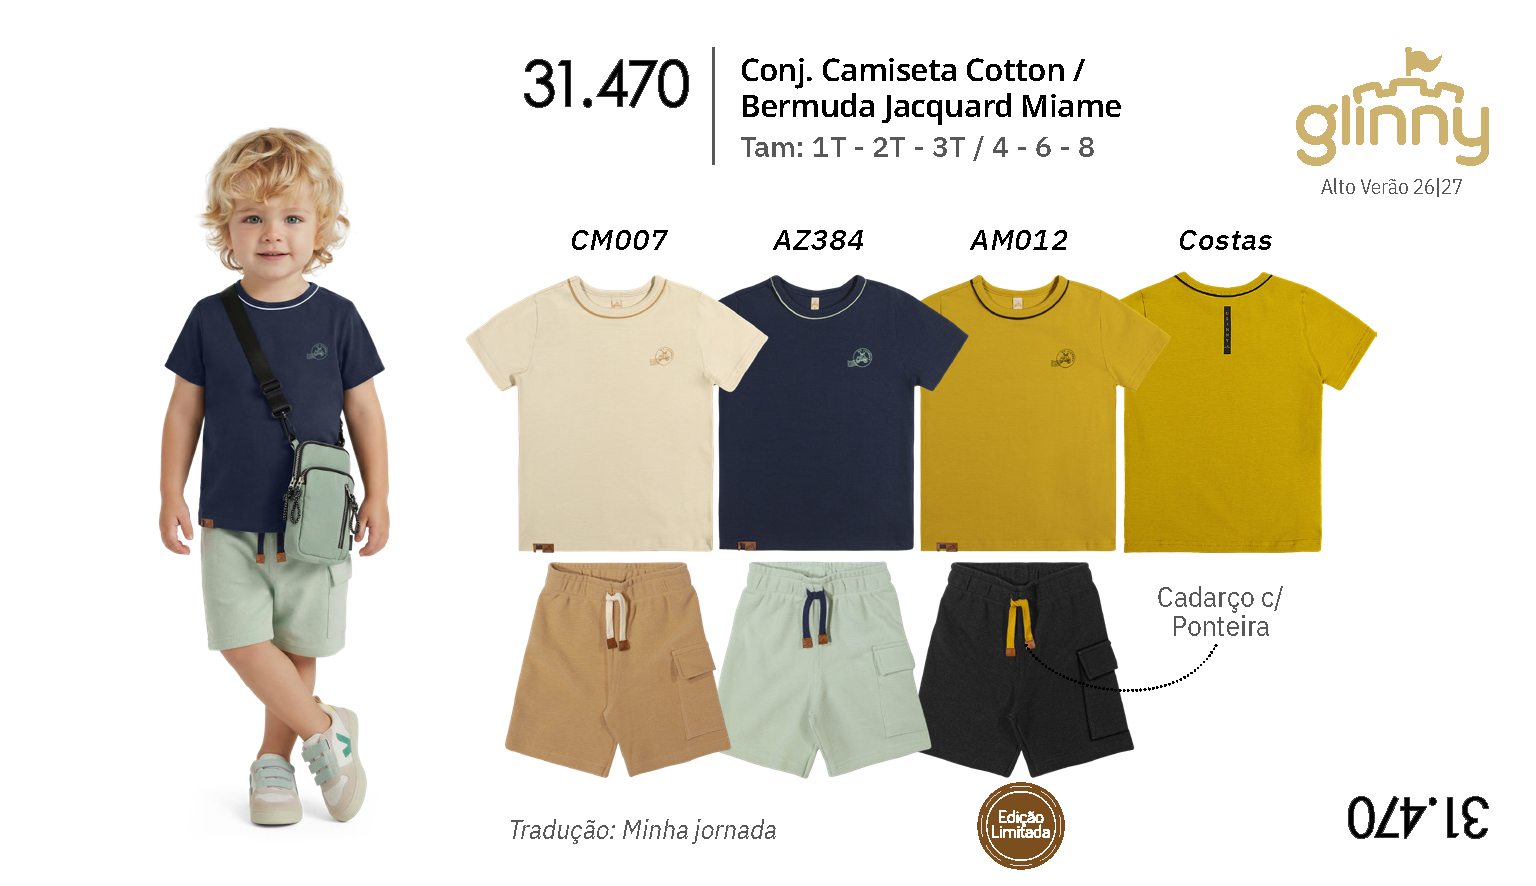 31.470
Conj. Camiseta Cotton /
Bermuda Jacquard Miame
Tam: 1T - 2T - 3T / 4 - 6 - 8
glinny
Alto Verão 26|27
CM007
AZ384
AM012
Costas
Cadarço c/
Ponteira
Tradução: Minha jornada
Edição
Limitada
31.470